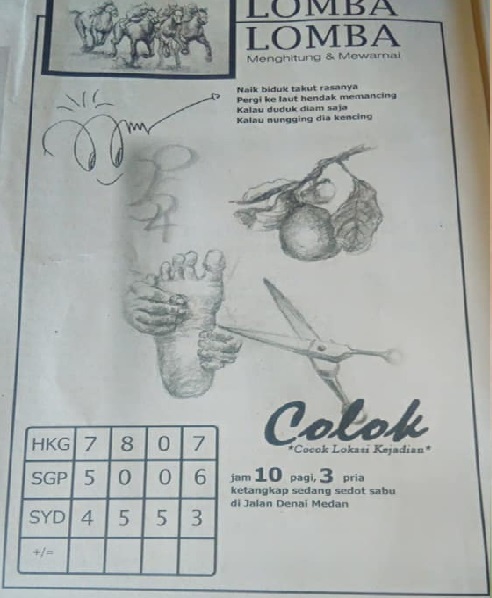 LOMBA
LOMBA
Menghitung & Mewarnai
Naik biduk takut rasanya
Pergi ke laut hendak memancing
Kalau duduk diam saja
Kalau nungging dia kencing
Colok
"Cocok Lokasi Kejadian"
HKG 7 8 0 7
SGP 5 0 0 6
SYD 4 5 5 3
+/=
jam 10 pagi, 3 pria
ketangkap sedang sedot sabu
di Jalan Denai Medan